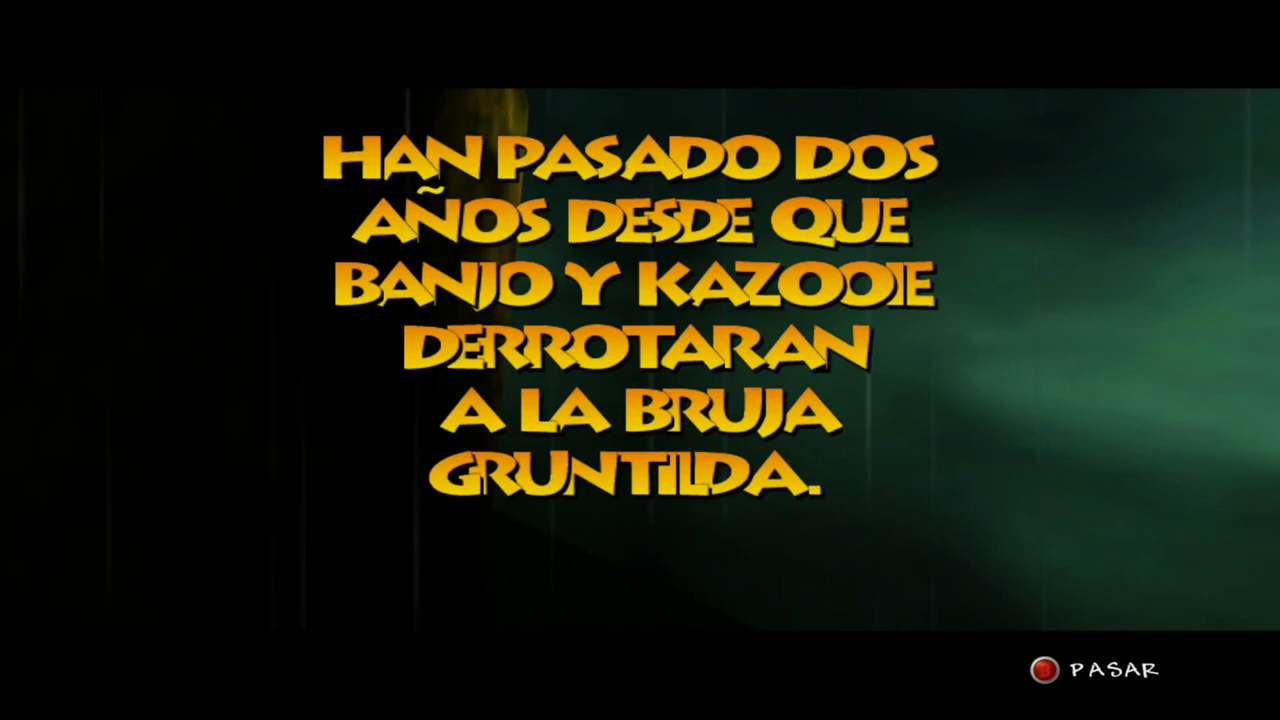 HAN PASADO DOS
AÑOS DESDE QUE
BANJO Y KAZOOIE
DERROTARAN
A LA BRUJA
GRUNTILDA.
B PASAR